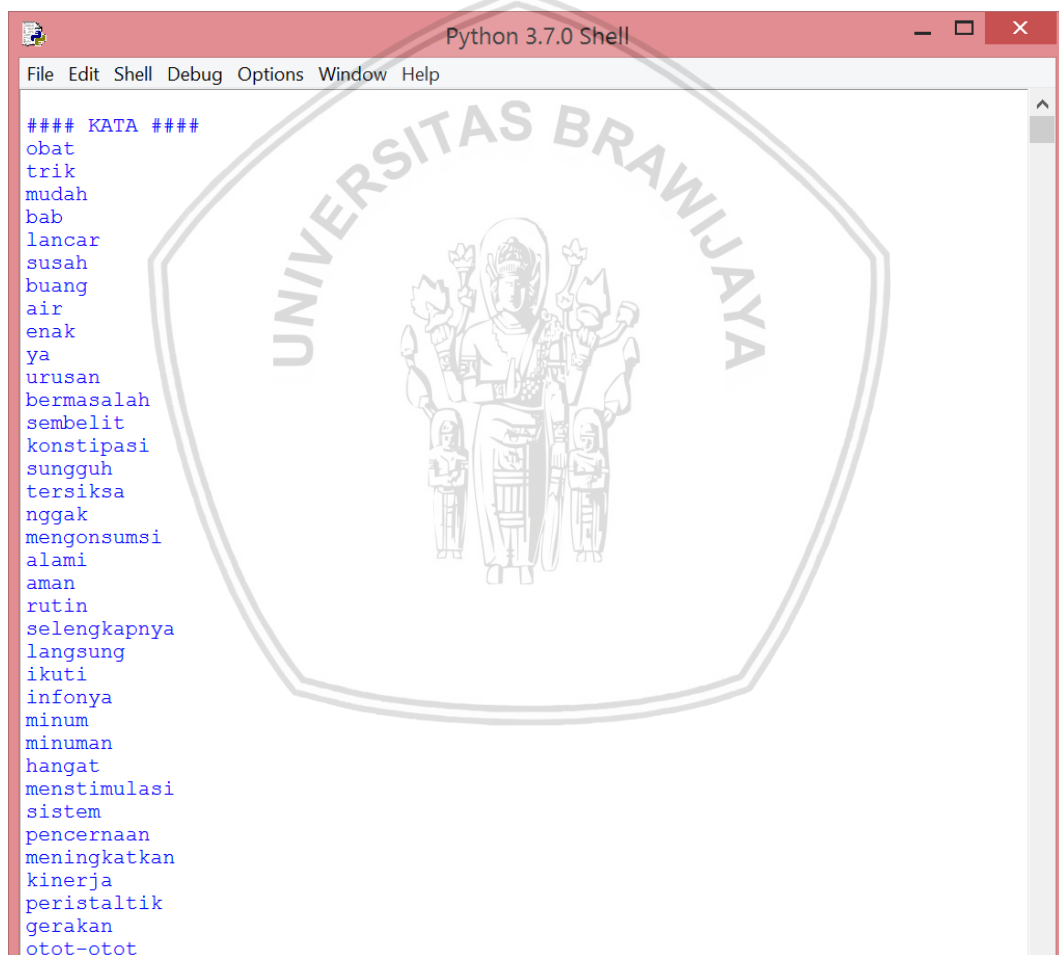 Python 3.7.0 Shell
File Edit Shell Debug Options Window Help
#### KATA ####
obat
trik
mudah
bab
lancar
susah
buang
air
enak
ya
urusan
bermasalah
sembelit
konstipasi
sungguh
tersiksa
nggak
mengonsumsi
alami
aman
rutin
selengkapnya
langsung
ikuti
infonya
minum
minuman
hangat
menstimulasi
sistem
pencernaan
meningkatkan
kinerja
peristaltik
gerakan
otot-otot
UNIVERSITAS BRAWIJAYA